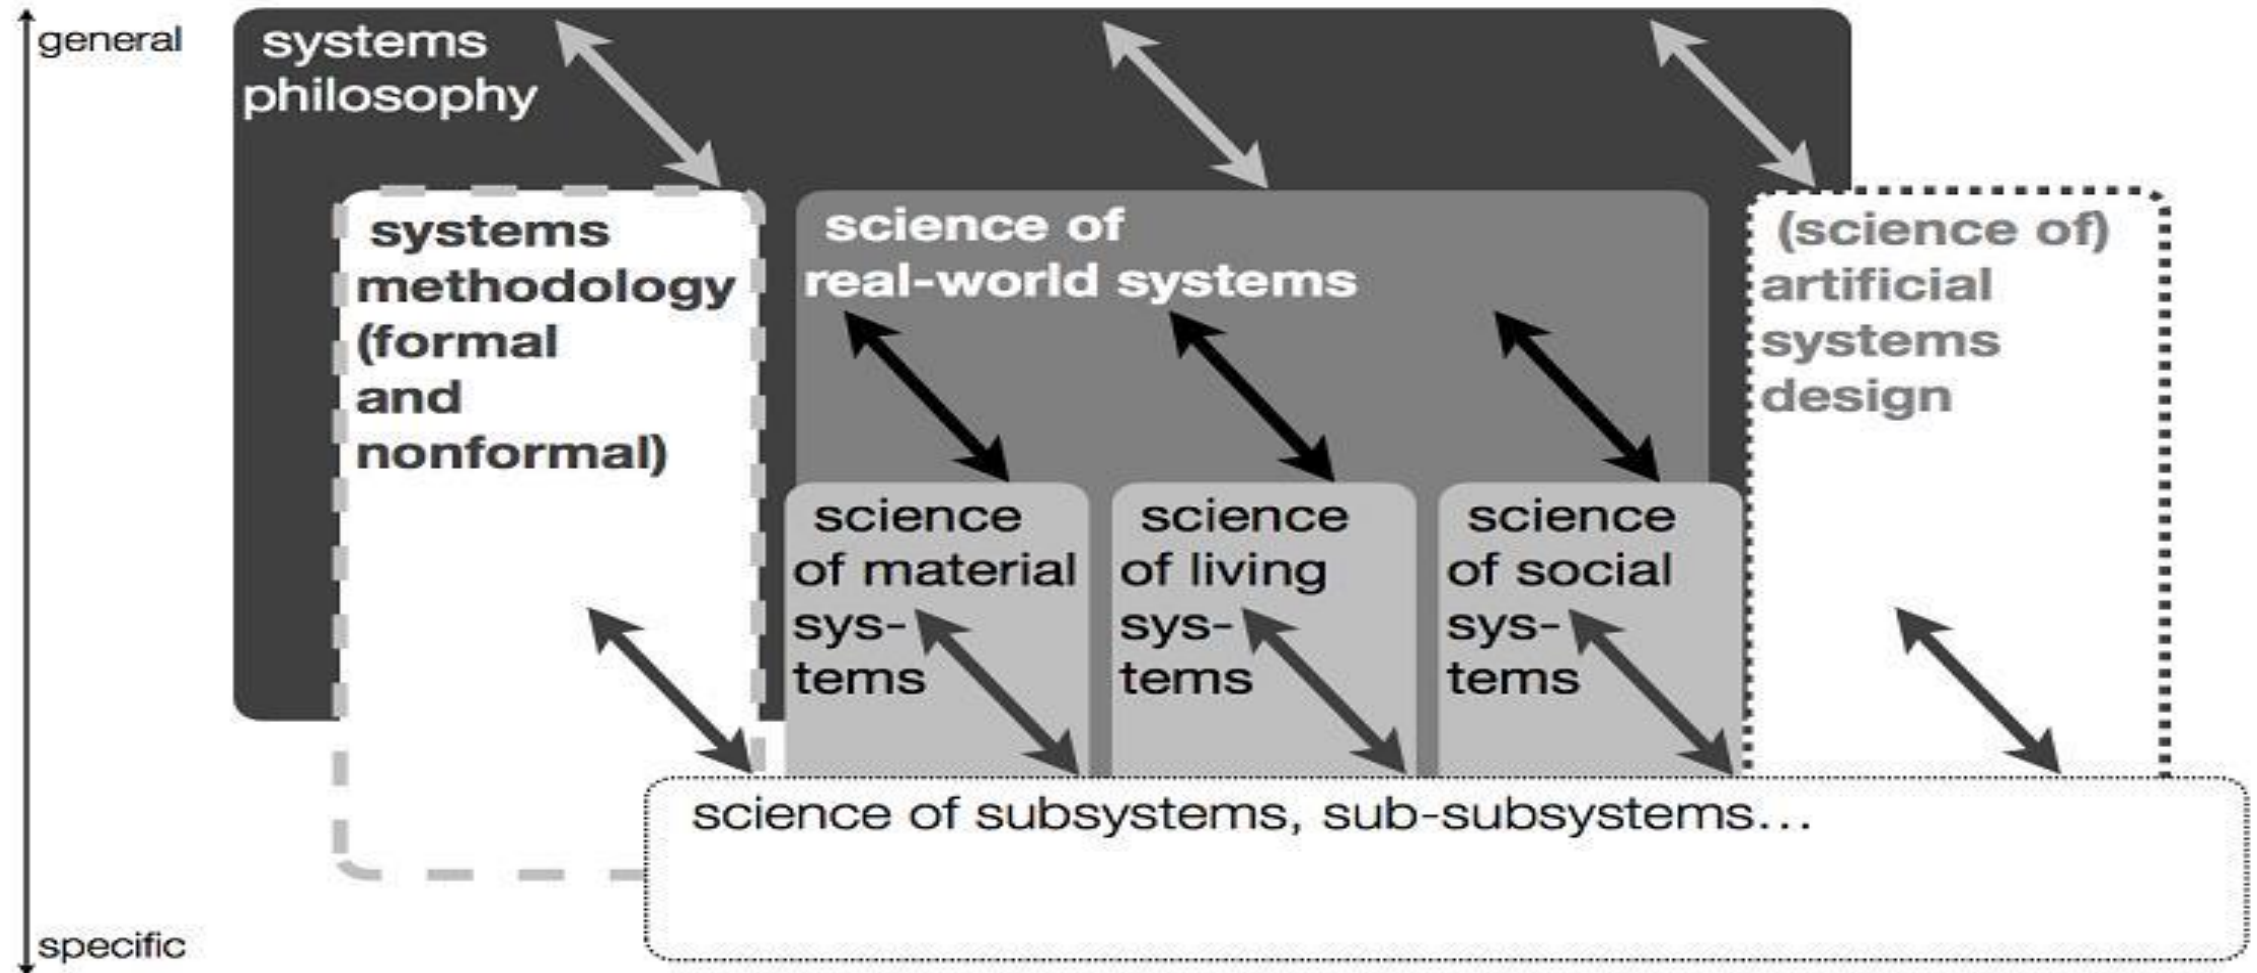 general
systems
philosophy
systems
methodology
(formal
and
nonformal)
science of
real-world systems
(science of)
artificial
systems
design
science
of material
sys-
tems
science
of living
sys-
tems
science
of social
sys-
tems
science of subsystems, sub-subsystems...
specific